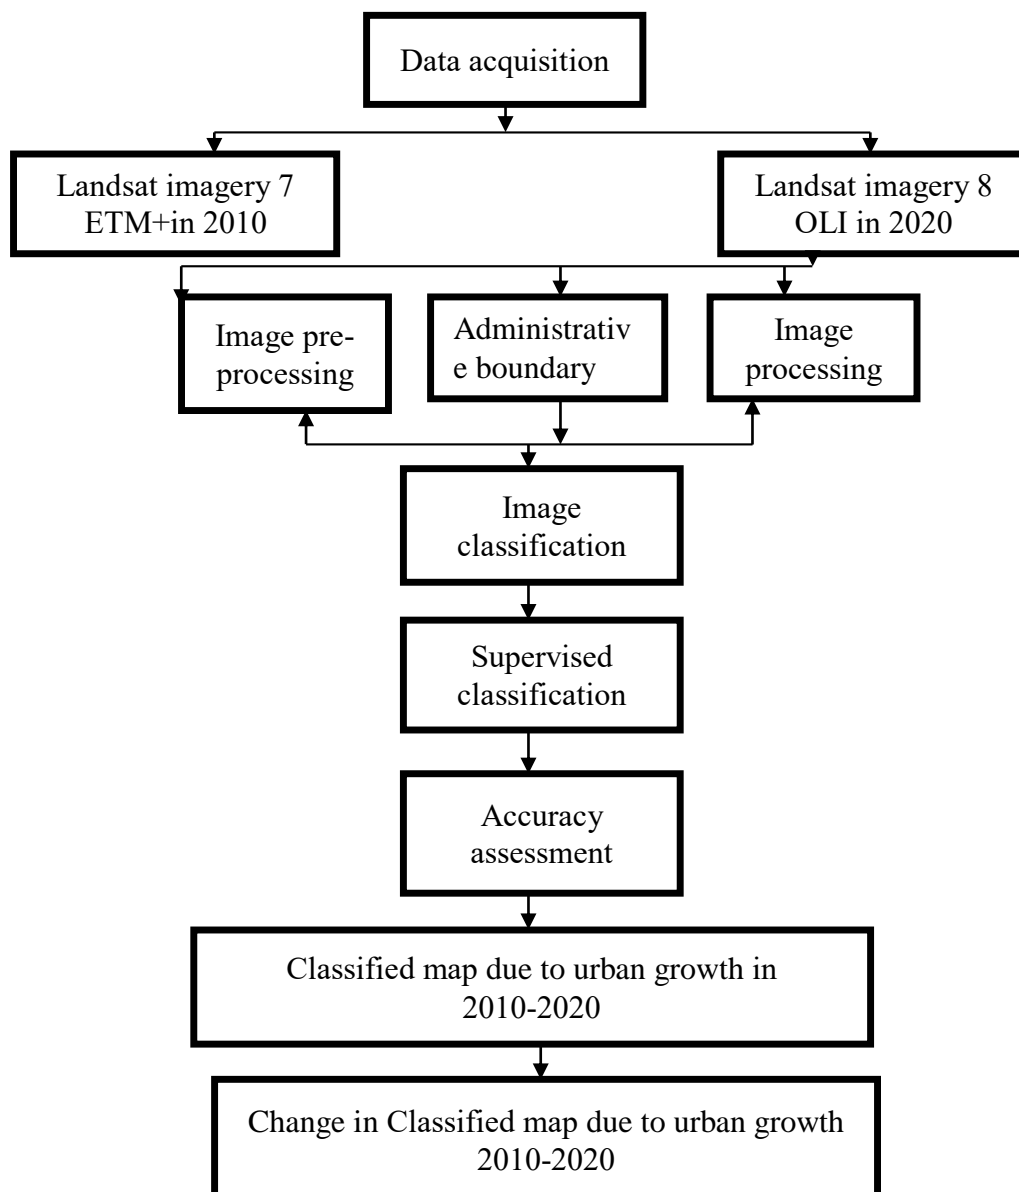 Data acquisition
Landsat imagery 7
ETM+in 2010
Landsat imagery 8
OLI in 2020
Image pre-
processing
Administrativ
e boundary
Image
processing
Image
classification
Supervised
classification
Accuracy
assessment
Classified map due to urban growth in
2010-2020
Change in Classified map due to urban growth
2010-2020